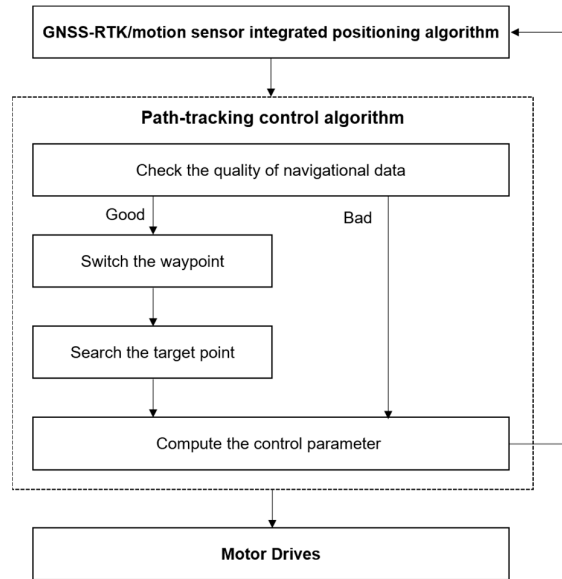 GNSS-RTK/motion sensor integrated positioning algorithm
Path-tracking control algorithm
Check the quality of navigational data
Good
Bad
Switch the waypoint
Search the target point
Compute the control parameter
Motor Drives